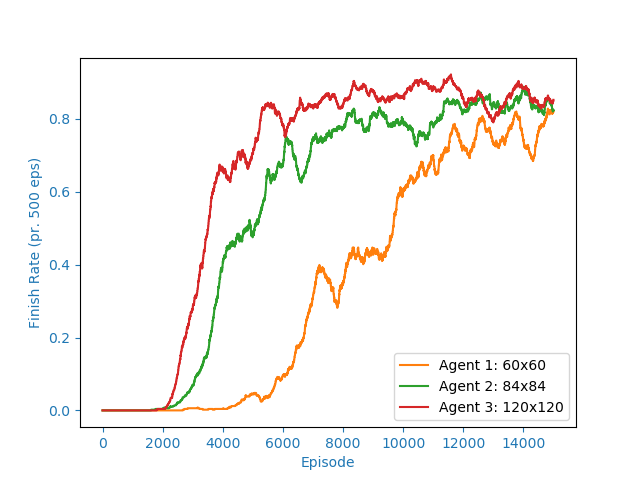 Finish Rate (pr. 500 eps)
0.8
0.6
0.4
0.2
0.0
Agent 1: 60x60
Agent 2: 84x84
Agent 3: 120x120
0 2000 4000 6000 8000 10000 12000 14000
Episode